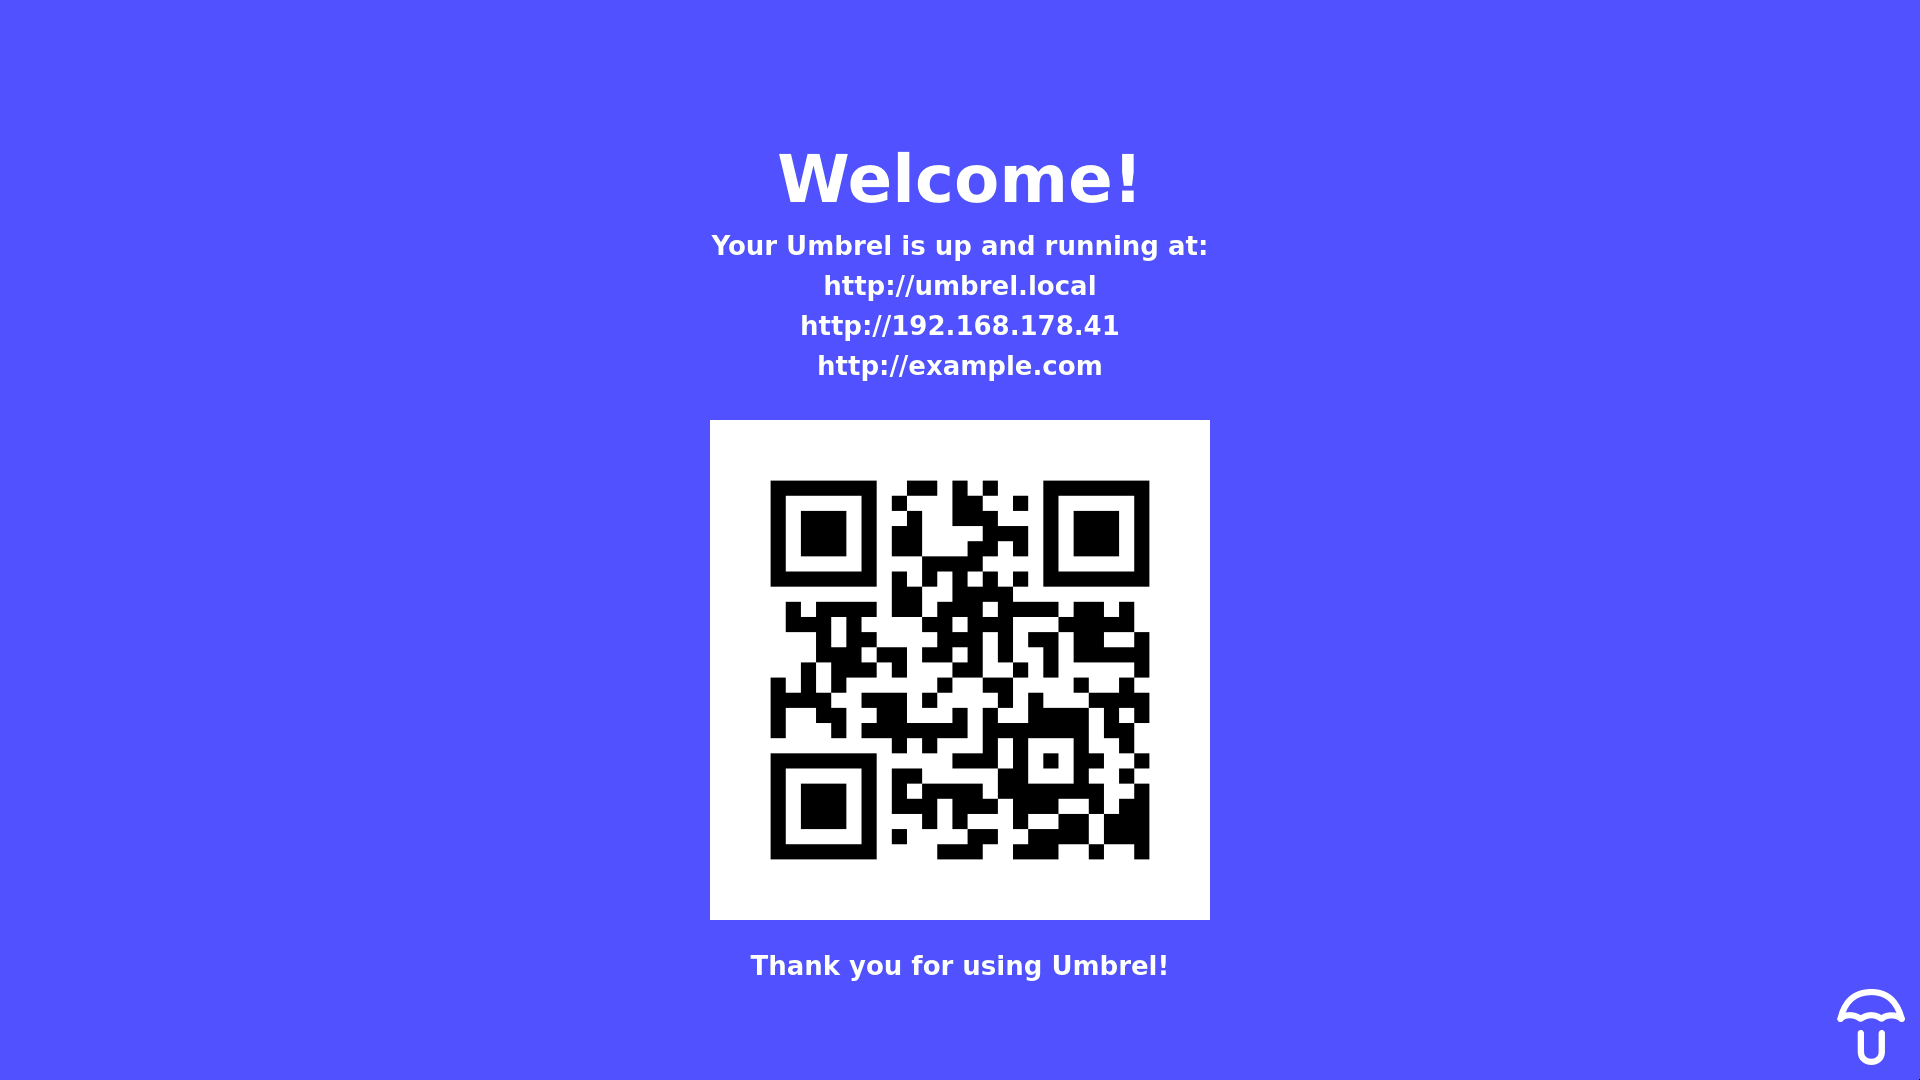 Welcome!
Your Umbrel is up and running at:
http://umbrel.local
http://192.168.178.41
http://example.com
Thank you for using Umbrel!